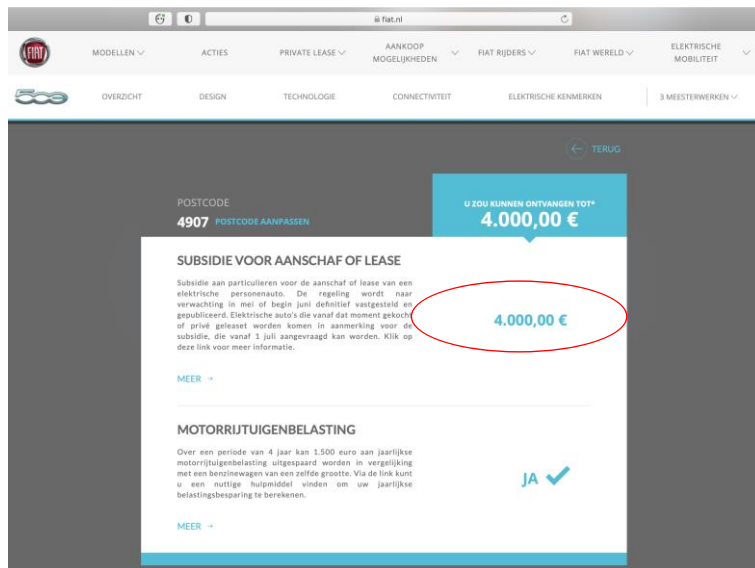 fiat.nl
FIAT
MODELLEN
ACTIES
PRIVATE LEASE
AANKOOP
MOGELIJKHEDEN
FIAT RIJDERS
FIAT WERELD
ELEKTRISCHE
MOBILITEIT
500
OVERZICHT
DESIGN
TECHNOLOGIE
CONNECTIVITEIT
ELEKTRISCHE KENMERKEN
3 MEESTERWERKEN
TERUG
POSTCODE
4907 POSTCODE AANPASSEN
U ZOU KUNNEN ONTVANGEN TOT*
4.000,00 €
SUBSIDIE VOOR AANSCHAF OF LEASE
Subsidie aan particulieren voor de aanschaf of lease van een
elektrische personenauto. De regeling wordt naar
verwachting in mei of begin juni definitief vastgesteld en
gepubliceerd. Elektrische auto's die vanaf dat moment gekocht
of privé geleaset worden komen in aanmerking voor de
subsidie, die vanaf 1 juli aangevraagd kan worden. Klik op
deze link voor meer informatie.
4.000,00 €
MEER →
MOTORRIJTUIGENBELASTING
Over een periode van 4 jaar kan 1.500 euro aan jaarlijkse
motorrijtuigenbelasting uitgespaard worden in vergelijking
met een benzinewagen van een zelfde grootte. Via de link kunt
u een nuttige hulpmiddel vinden om uw jaarlijkse
belastingsbesparing te berekenen.
JA
MEER →